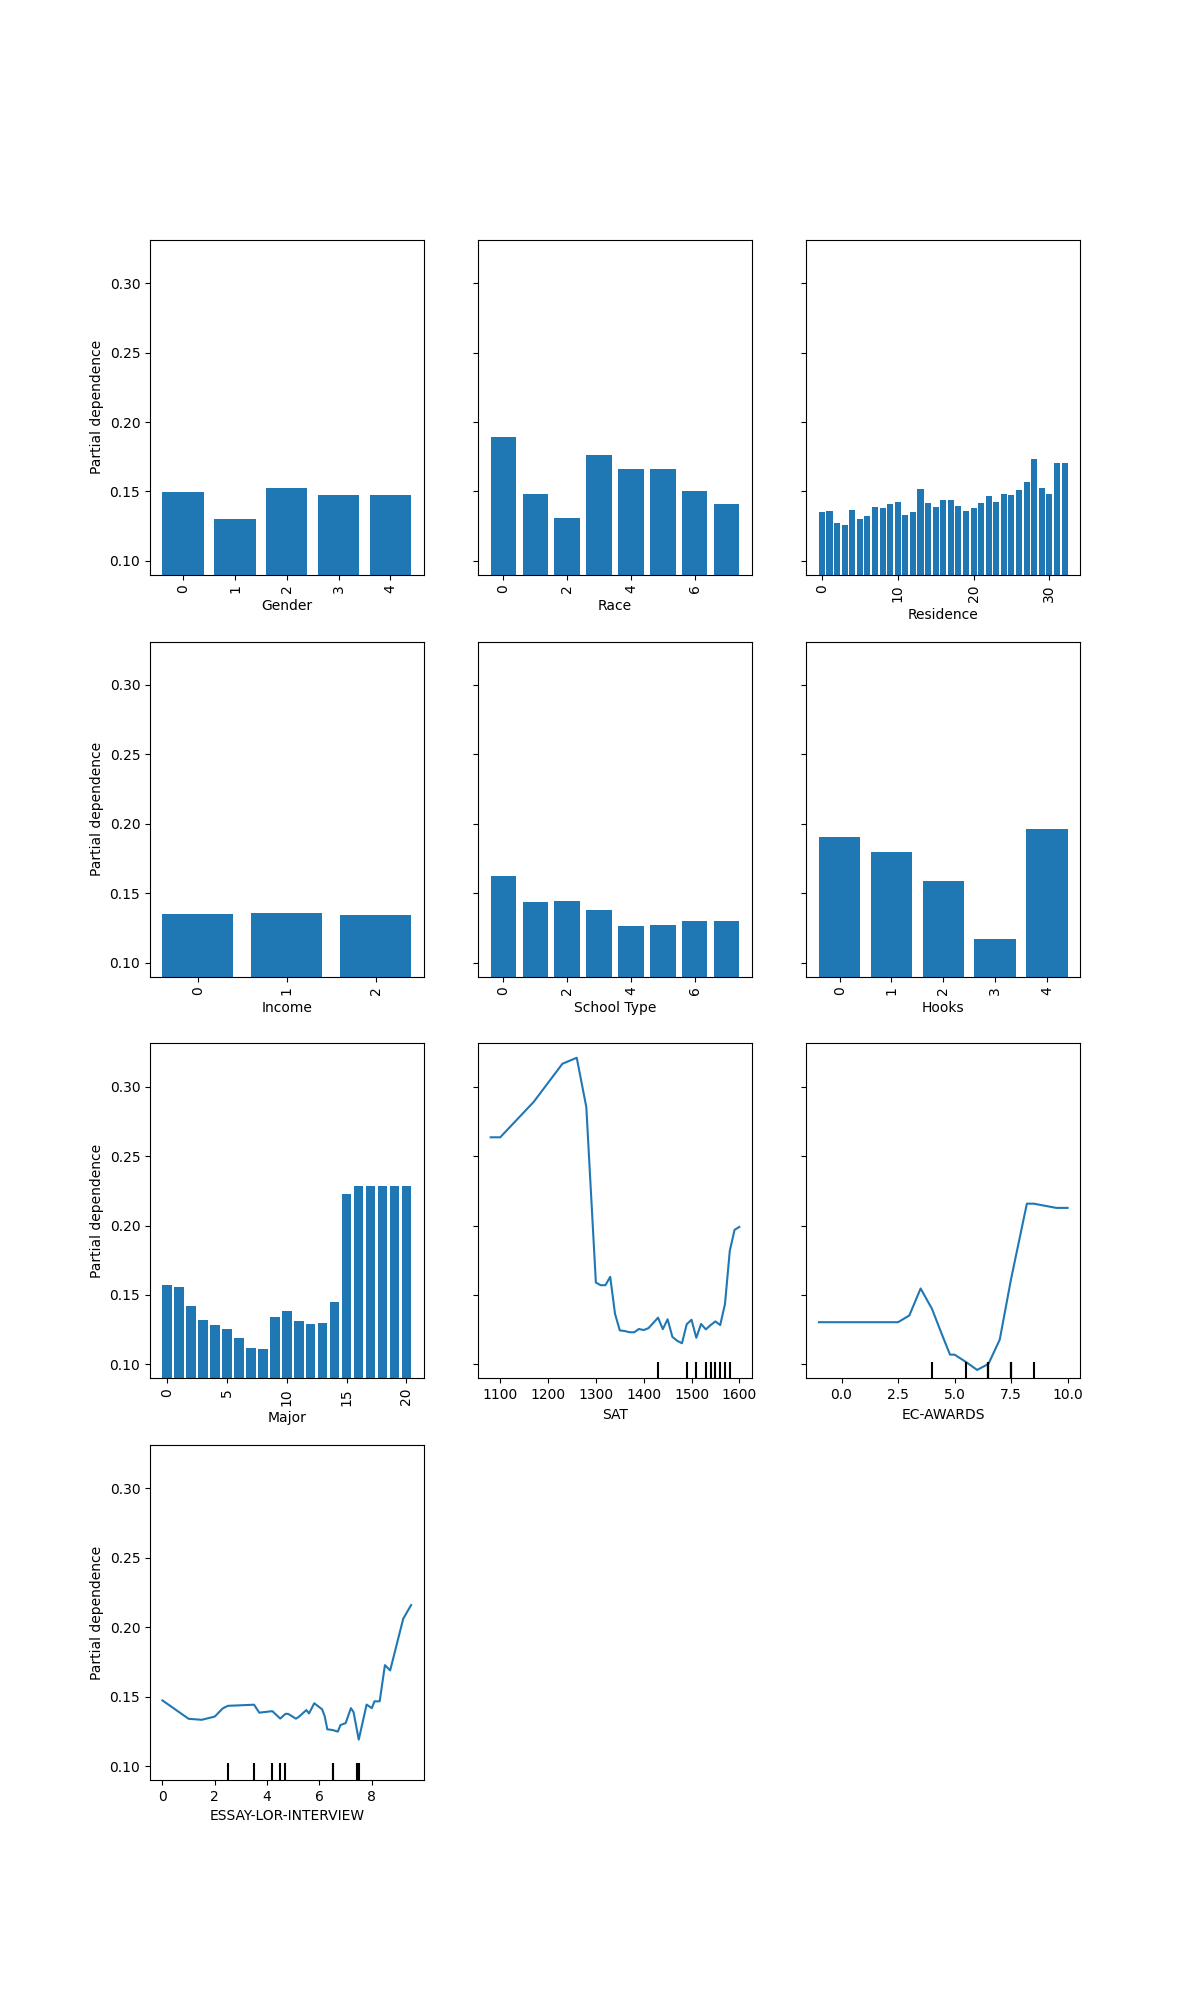 0.30
0.25
0.20
0.15
0.10
Partial dependence
0 1 2 3 4
Gender
0 2 4 6
Race
0 10 20 30
Residence
0.30
0.25
0.20
0.15
0.10
Partial dependence
0 1 2
Income
0 2 4 6
School Type
0 1 2 3 4
Hooks
0.30
0.25
0.20
0.15
0.10
Partial dependence
0 5 10 15 20
Major
1100 1200 1300 1400 1500 1600
SAT
0.0 2.5 5.0 7.5 10.0
EC-AWARDS
0.30
0.25
0.20
0.15
0.10
Partial dependence
0 2 4 6 8
ESSAY-LOR-INTERVIEW